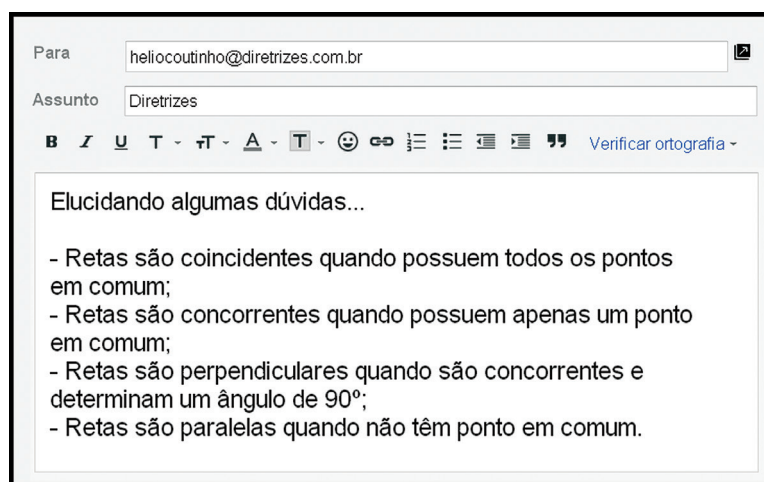 Para heliocoutinho@diretrizes.com.br
Assunto Diretrizes
B I U T T A T Verificar ortografia
Elucidando algumas dúvidas...
- Retas são coincidentes quando possuem todos os pontos
em comum;
- Retas são concorrentes quando possuem apenas um ponto
em comum;
- Retas são perpendiculares quando são concorrentes e
determinam um ângulo de 90º;
- Retas são paralelas quando não têm ponto em comum.